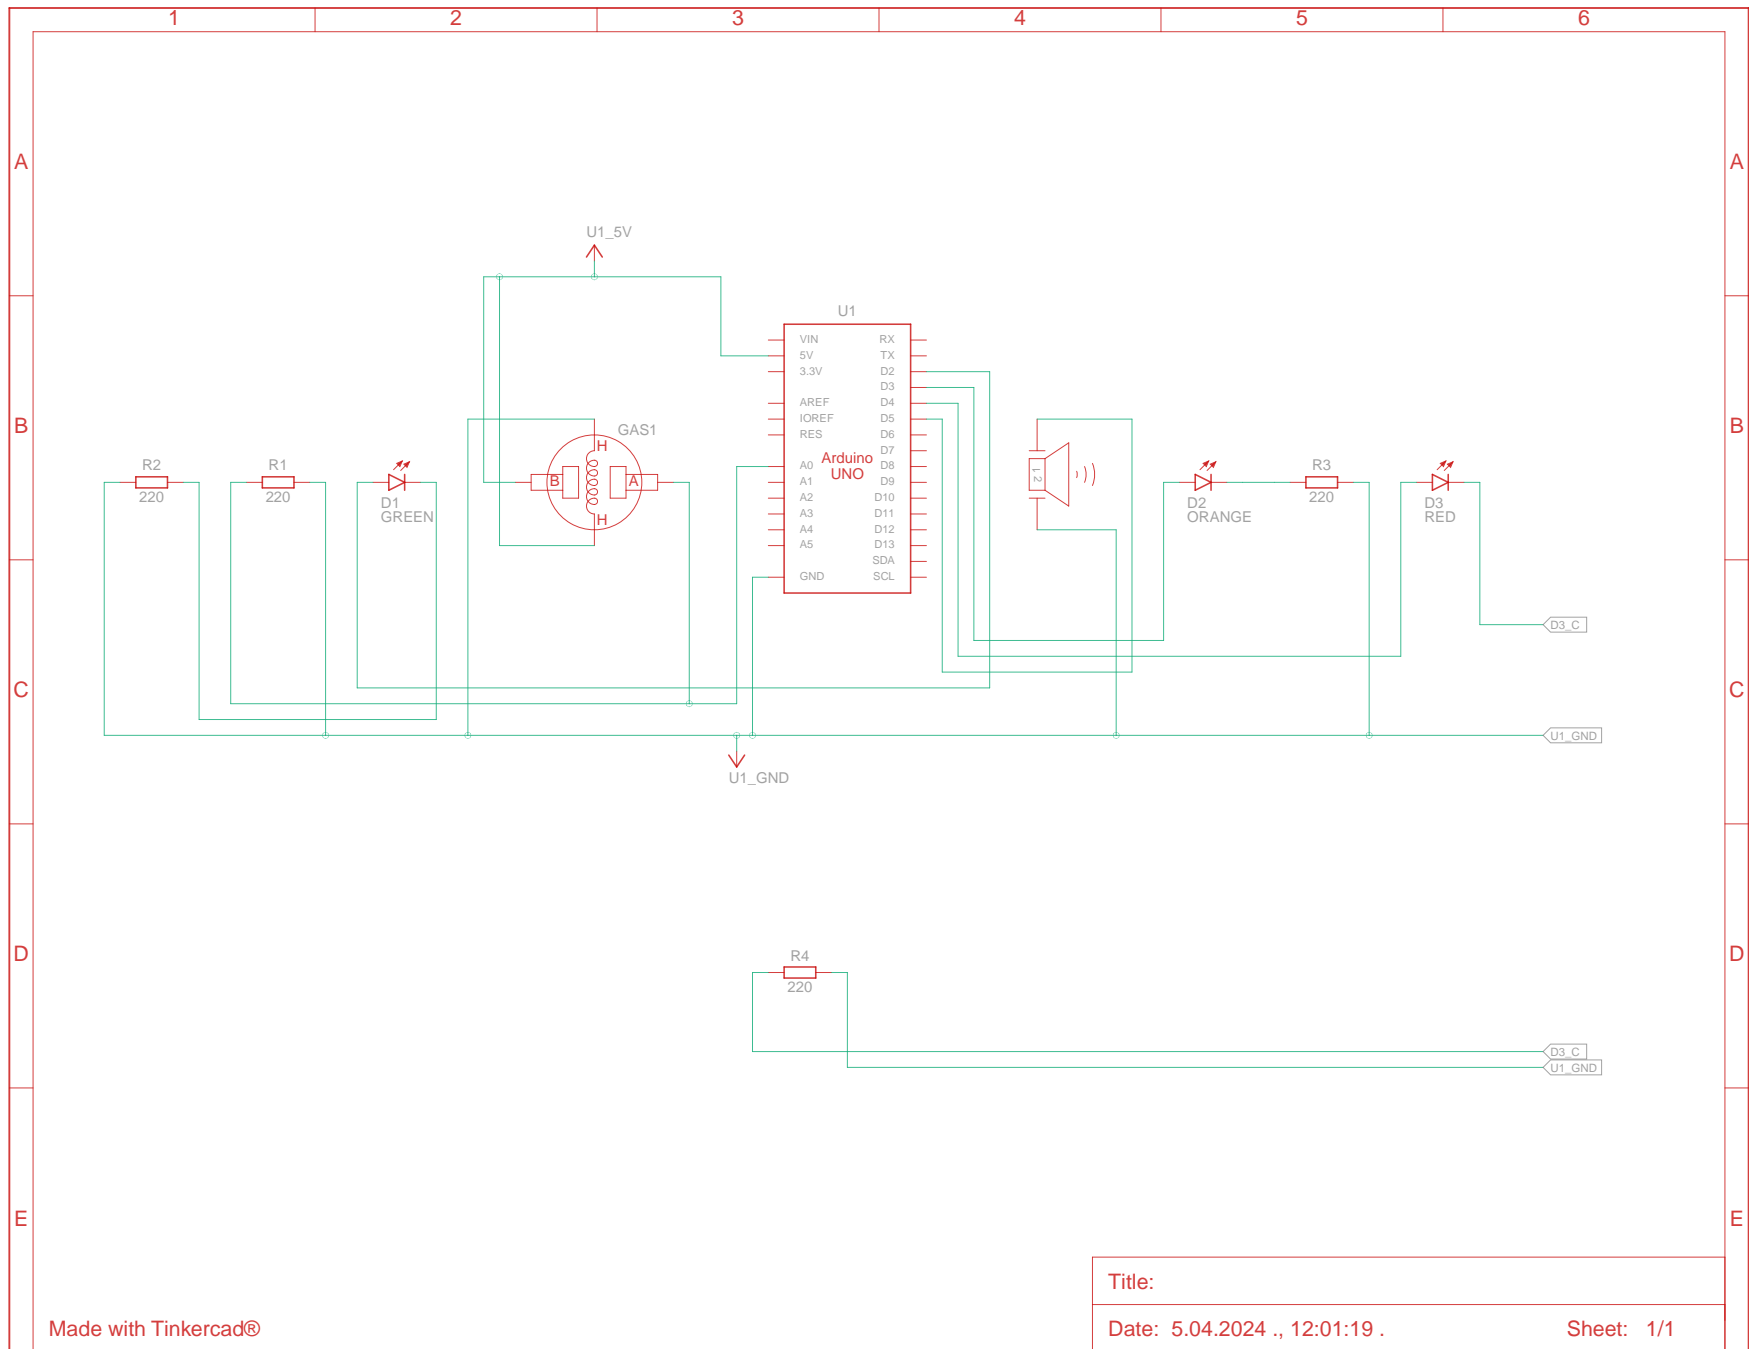 1 2 3 4 5 6
A A
U1_5V
B B
U1
VIN RX
5V TX
3.3V D2
D3
AREF D4
IOREF D5
RES D6
D7
A0 D8
A1 D9
A2 D10
A3 D11
A4 D12
A5 D13
SDA
GND SCL
Arduino
UNO
GAS1
H
B A
H
R2
220
R1
220
D1
GREEN
1 2
D2
ORANGE
R3
220
D3
RED
D3_C
C C
U1_GND
U1_GND
D D
R4
220
D3_C
U1_GND
E E
Title:
Made with Tinkercad®
Date: 5.04.2024 ., 12:01:19 . Sheet: 1/1